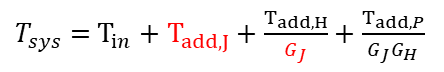 T_sys = T_in + T_add,J + T_add,H / G_J + T_add,P / G_J G_H